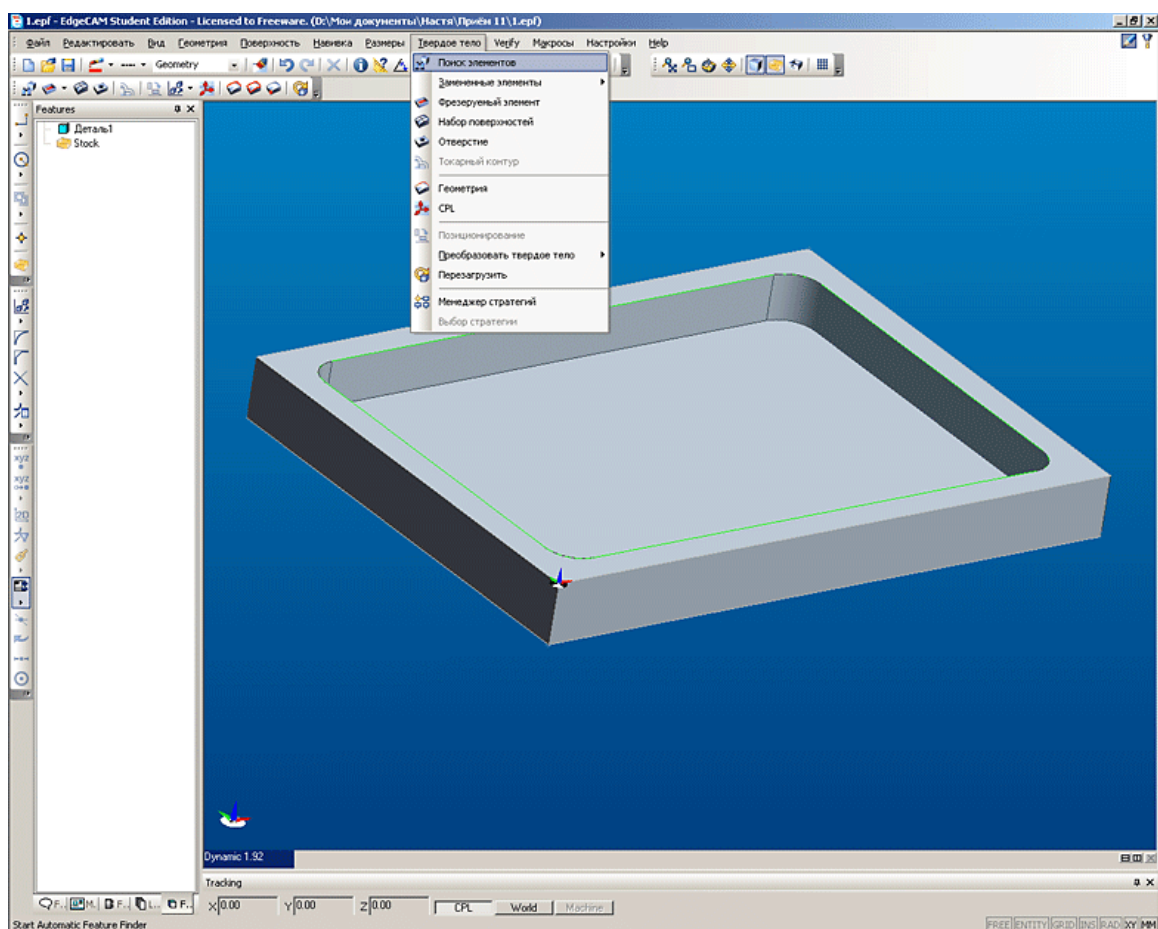 1.epf - EdgeCAM Student Edition - Licensed to Freeware. (D:\Мои документы\Настя\Приём 11\1.epf)
Файл Редактировать Вид Геометрия Поверхность Навивка Размеры Твердое тело Verify Макросы Настройки Help
Geometry
Поиск элементов
Замененные элементы
Фрезеруемый элемент
Набор поверхностей
Отверстие
Токарный контур
Геометрия
CPL
Позиционирование
Преобразовать твердое тело
Перезагрузить
Менеджер стратегий
Выбор стратегии
Features
Деталь1
Stock
xyz
xyz
2D
Dynamic 1.92
Tracking
F.. M.. F... L... F...
X 0.00 Y 0.00 Z 0.00 CPL World Machine
Start Automatic Feature Finder
FREE ENTITY GRID INS RAD XY MM